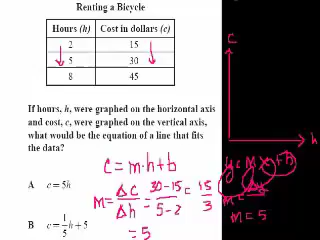 Renting a Bicycle
Hours (h) Cost in dollars (c)
2 15
5 30
8 45
If hours, h, were graphed on the horizontal axis
and cost, c, were graphed on the vertical axis,
what would be the equation of a line that fits
the data?
A c = 5h
B c = 1/5 h + 5
c = m·h + b
m = Δc/Δh = 30-15/5-2 = 15/3
= 5
c
h
y = mx + b
m = 5